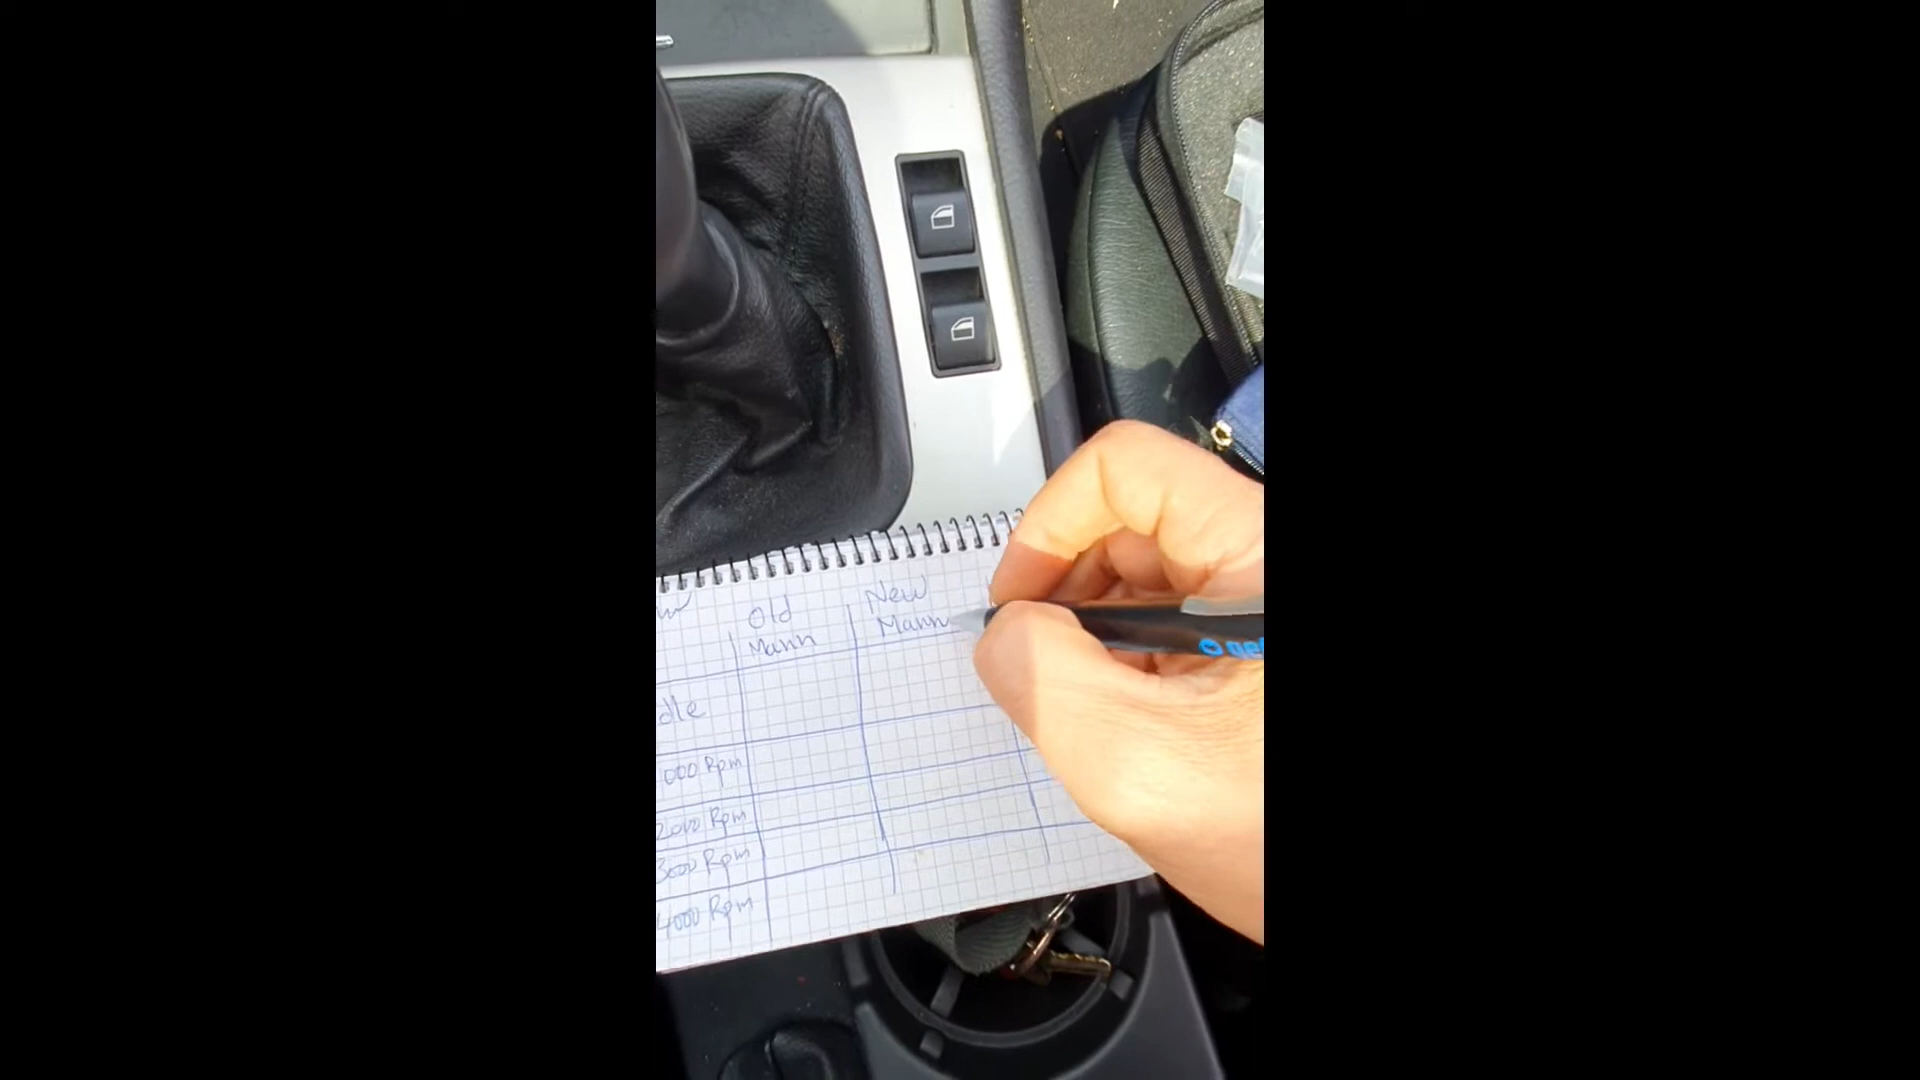 Old
Mann
New
Mann
dle
000 Rpm
2000 Rpm
3000 Rpm
4000 Rpm